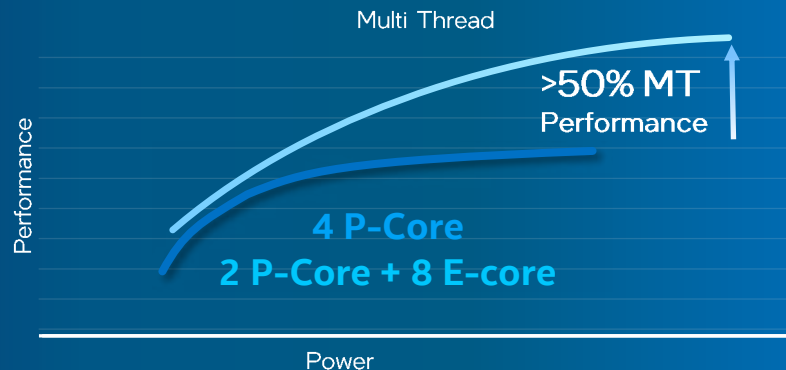 Multi Thread
>50% MT
Performance
Performance
4 P-Core
2 P-Core + 8 E-core
Power